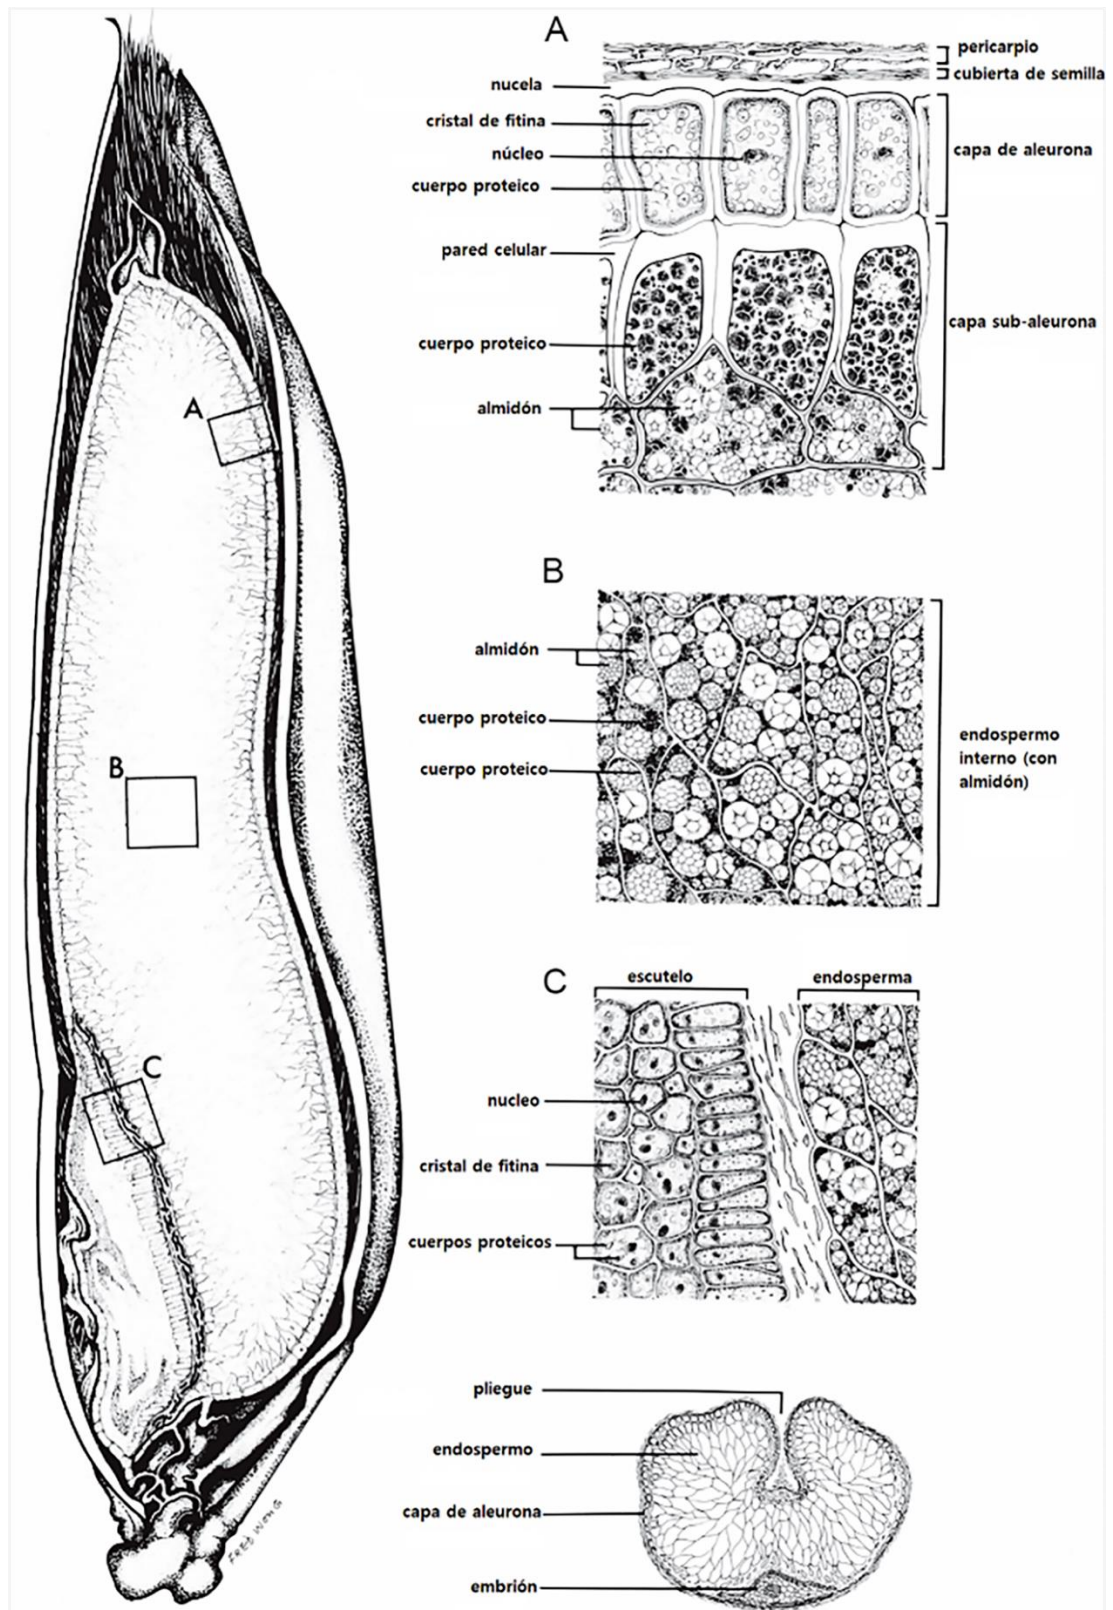 A
pericarpio
cubierta de semilla
nucela
cristal de fitina
núcleo
cuerpo proteico
capa de aleurona
pared celular
capa sub-aleurona
cuerpo proteico
almidón
A
B
almidón
cuerpo proteico
cuerpo proteico
endospermo
interno (con
almidón)
B
C
escutelo
endosperma
nucleo
cristal de fitina
cuerpos proteicos
C
pliegue
endospermo
capa de aleurona
embrión
FRED WONG